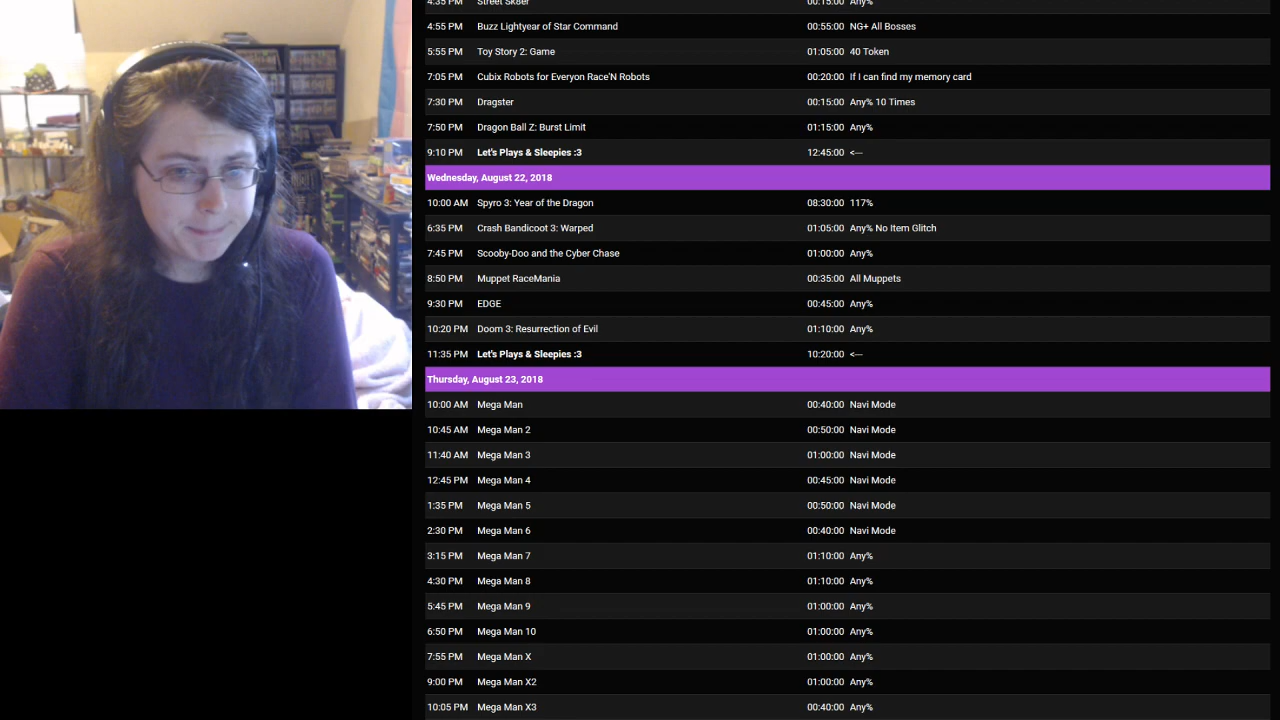 4:35 PM Street Sk8er 00:15:00 Any%
4:55 PM Buzz Lightyear of Star Command 00:55:00 NG+ All Bosses
5:55 PM Toy Story 2: Game 01:05:00 40 Token
7:05 PM Cubix Robots for Everyon Race'N Robots 00:20:00 If I can find my memory card
7:30 PM Dragster 00:15:00 Any% 10 Times
7:50 PM Dragon Ball Z: Burst Limit 01:15:00 Any%
9:10 PM Let's Plays & Sleepies :3 12:45:00 <---
Wednesday, August 22, 2018
10:00 AM Spyro 3: Year of the Dragon 08:30:00 117%
6:35 PM Crash Bandicoot 3: Warped 01:05:00 Any% No Item Glitch
7:45 PM Scooby-Doo and the Cyber Chase 01:00:00 Any%
8:50 PM Muppet RaceMania 00:35:00 All Muppets
9:30 PM EDGE 00:45:00 Any%
10:20 PM Doom 3: Resurrection of Evil 01:10:00 Any%
11:35 PM Let's Plays & Sleepies :3 10:20:00 <---
Thursday, August 23, 2018
10:00 AM Mega Man 00:40:00 Navi Mode
10:45 AM Mega Man 2 00:50:00 Navi Mode
11:40 AM Mega Man 3 01:00:00 Navi Mode
12:45 PM Mega Man 4 00:45:00 Navi Mode
1:35 PM Mega Man 5 00:50:00 Navi Mode
2:30 PM Mega Man 6 00:40:00 Navi Mode
3:15 PM Mega Man 7 01:10:00 Any%
4:30 PM Mega Man 8 01:10:00 Any%
5:45 PM Mega Man 9 01:00:00 Any%
6:50 PM Mega Man 10 01:00:00 Any%
7:55 PM Mega Man X 01:00:00 Any%
9:00 PM Mega Man X2 01:00:00 Any%
10:05 PM Mega Man X3 00:40:00 Any%